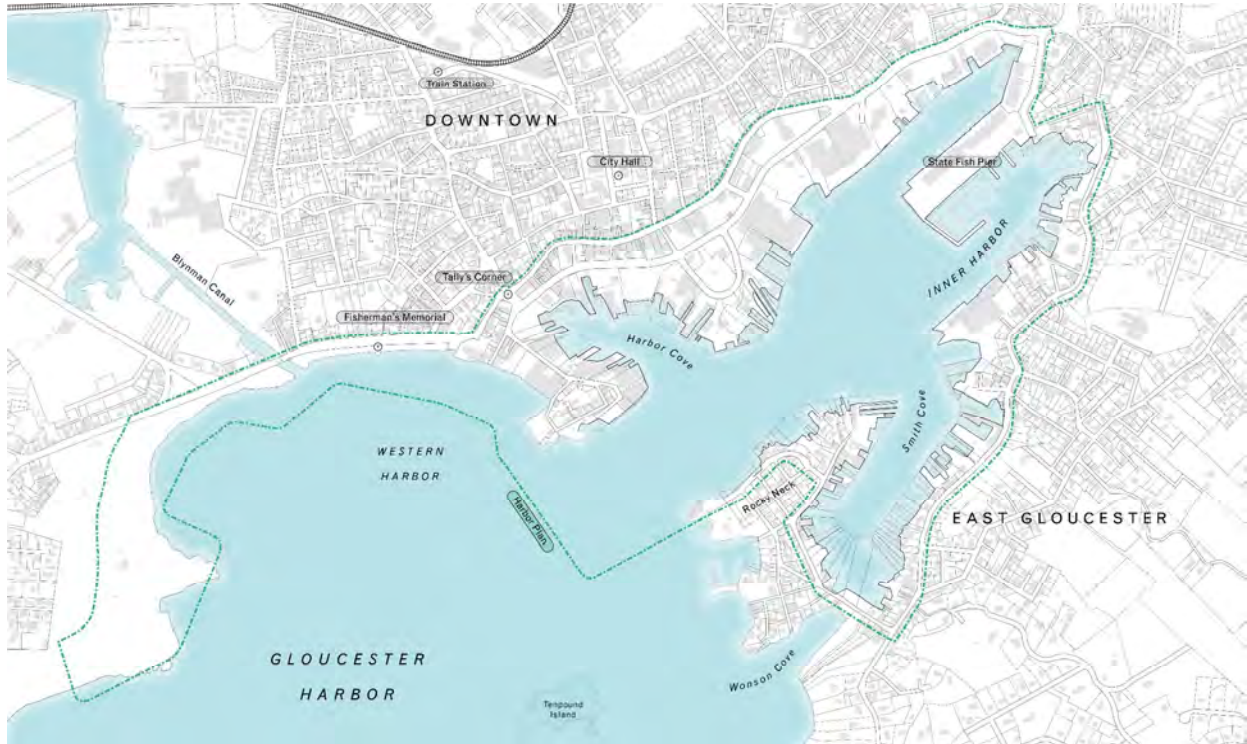 Train Station
DOWNTOWN
City Hall
State Fish Pier
Blynman Canal
Tally's Corner
INNER HARBOR
Fisherman's Memorial
Harbor Cove
Smith Cove
WESTERN
HARBOR
Rocky Neck
Harbor Plan
EAST GLOUCESTER
GLOUCESTER
HARBOR
Wonson Cove
Tenpound
Island